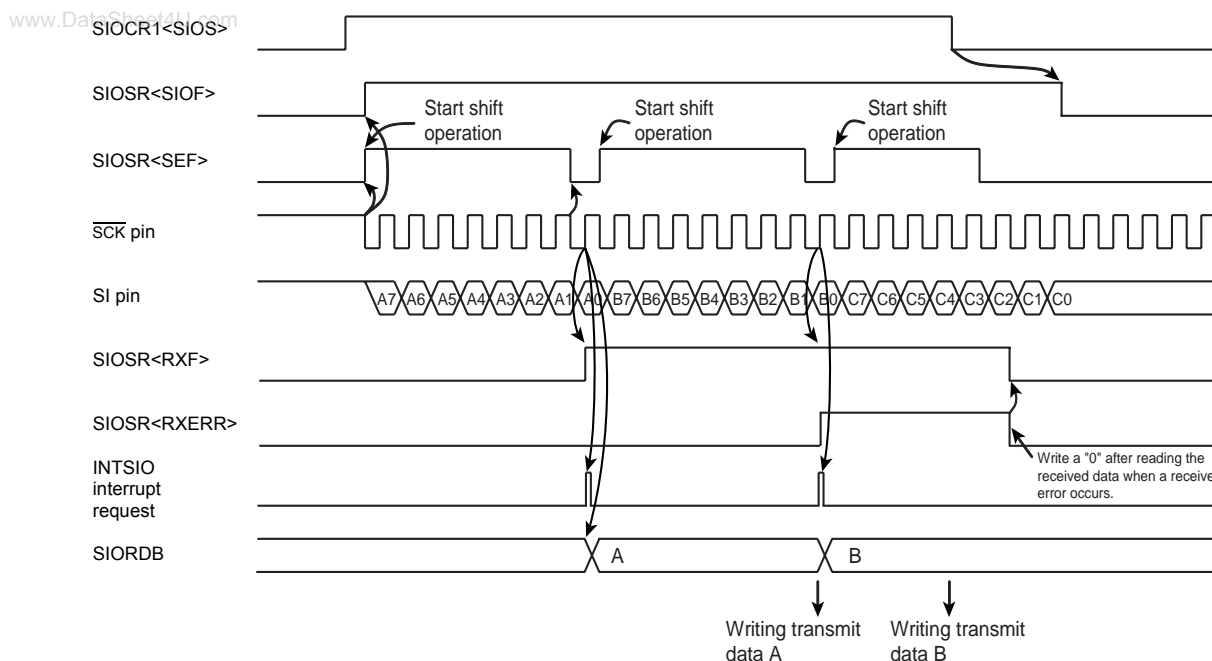 www.DataSheet4U.com
SIOCR1<SIOS>
SIOSR<SIOF>
Start shift
operation
Start shift
operation
Start shift
operation
SIOSR<SEF>
SCK pin
SI pin
A7 A6 A5 A4 A3 A2 A1 A0 B7 B6 B5 B4 B3 B2 B1 B0 C7 C6 C5 C4 C3 C2 C1 C0
SIOSR<RXF>
SIOSR<RXERR>
Write a "0" after reading the
received data when a receive
error occurs.
INTSIO
interrupt
request
SIORDB
A
B
Writing transmit
data A
Writing transmit
data B